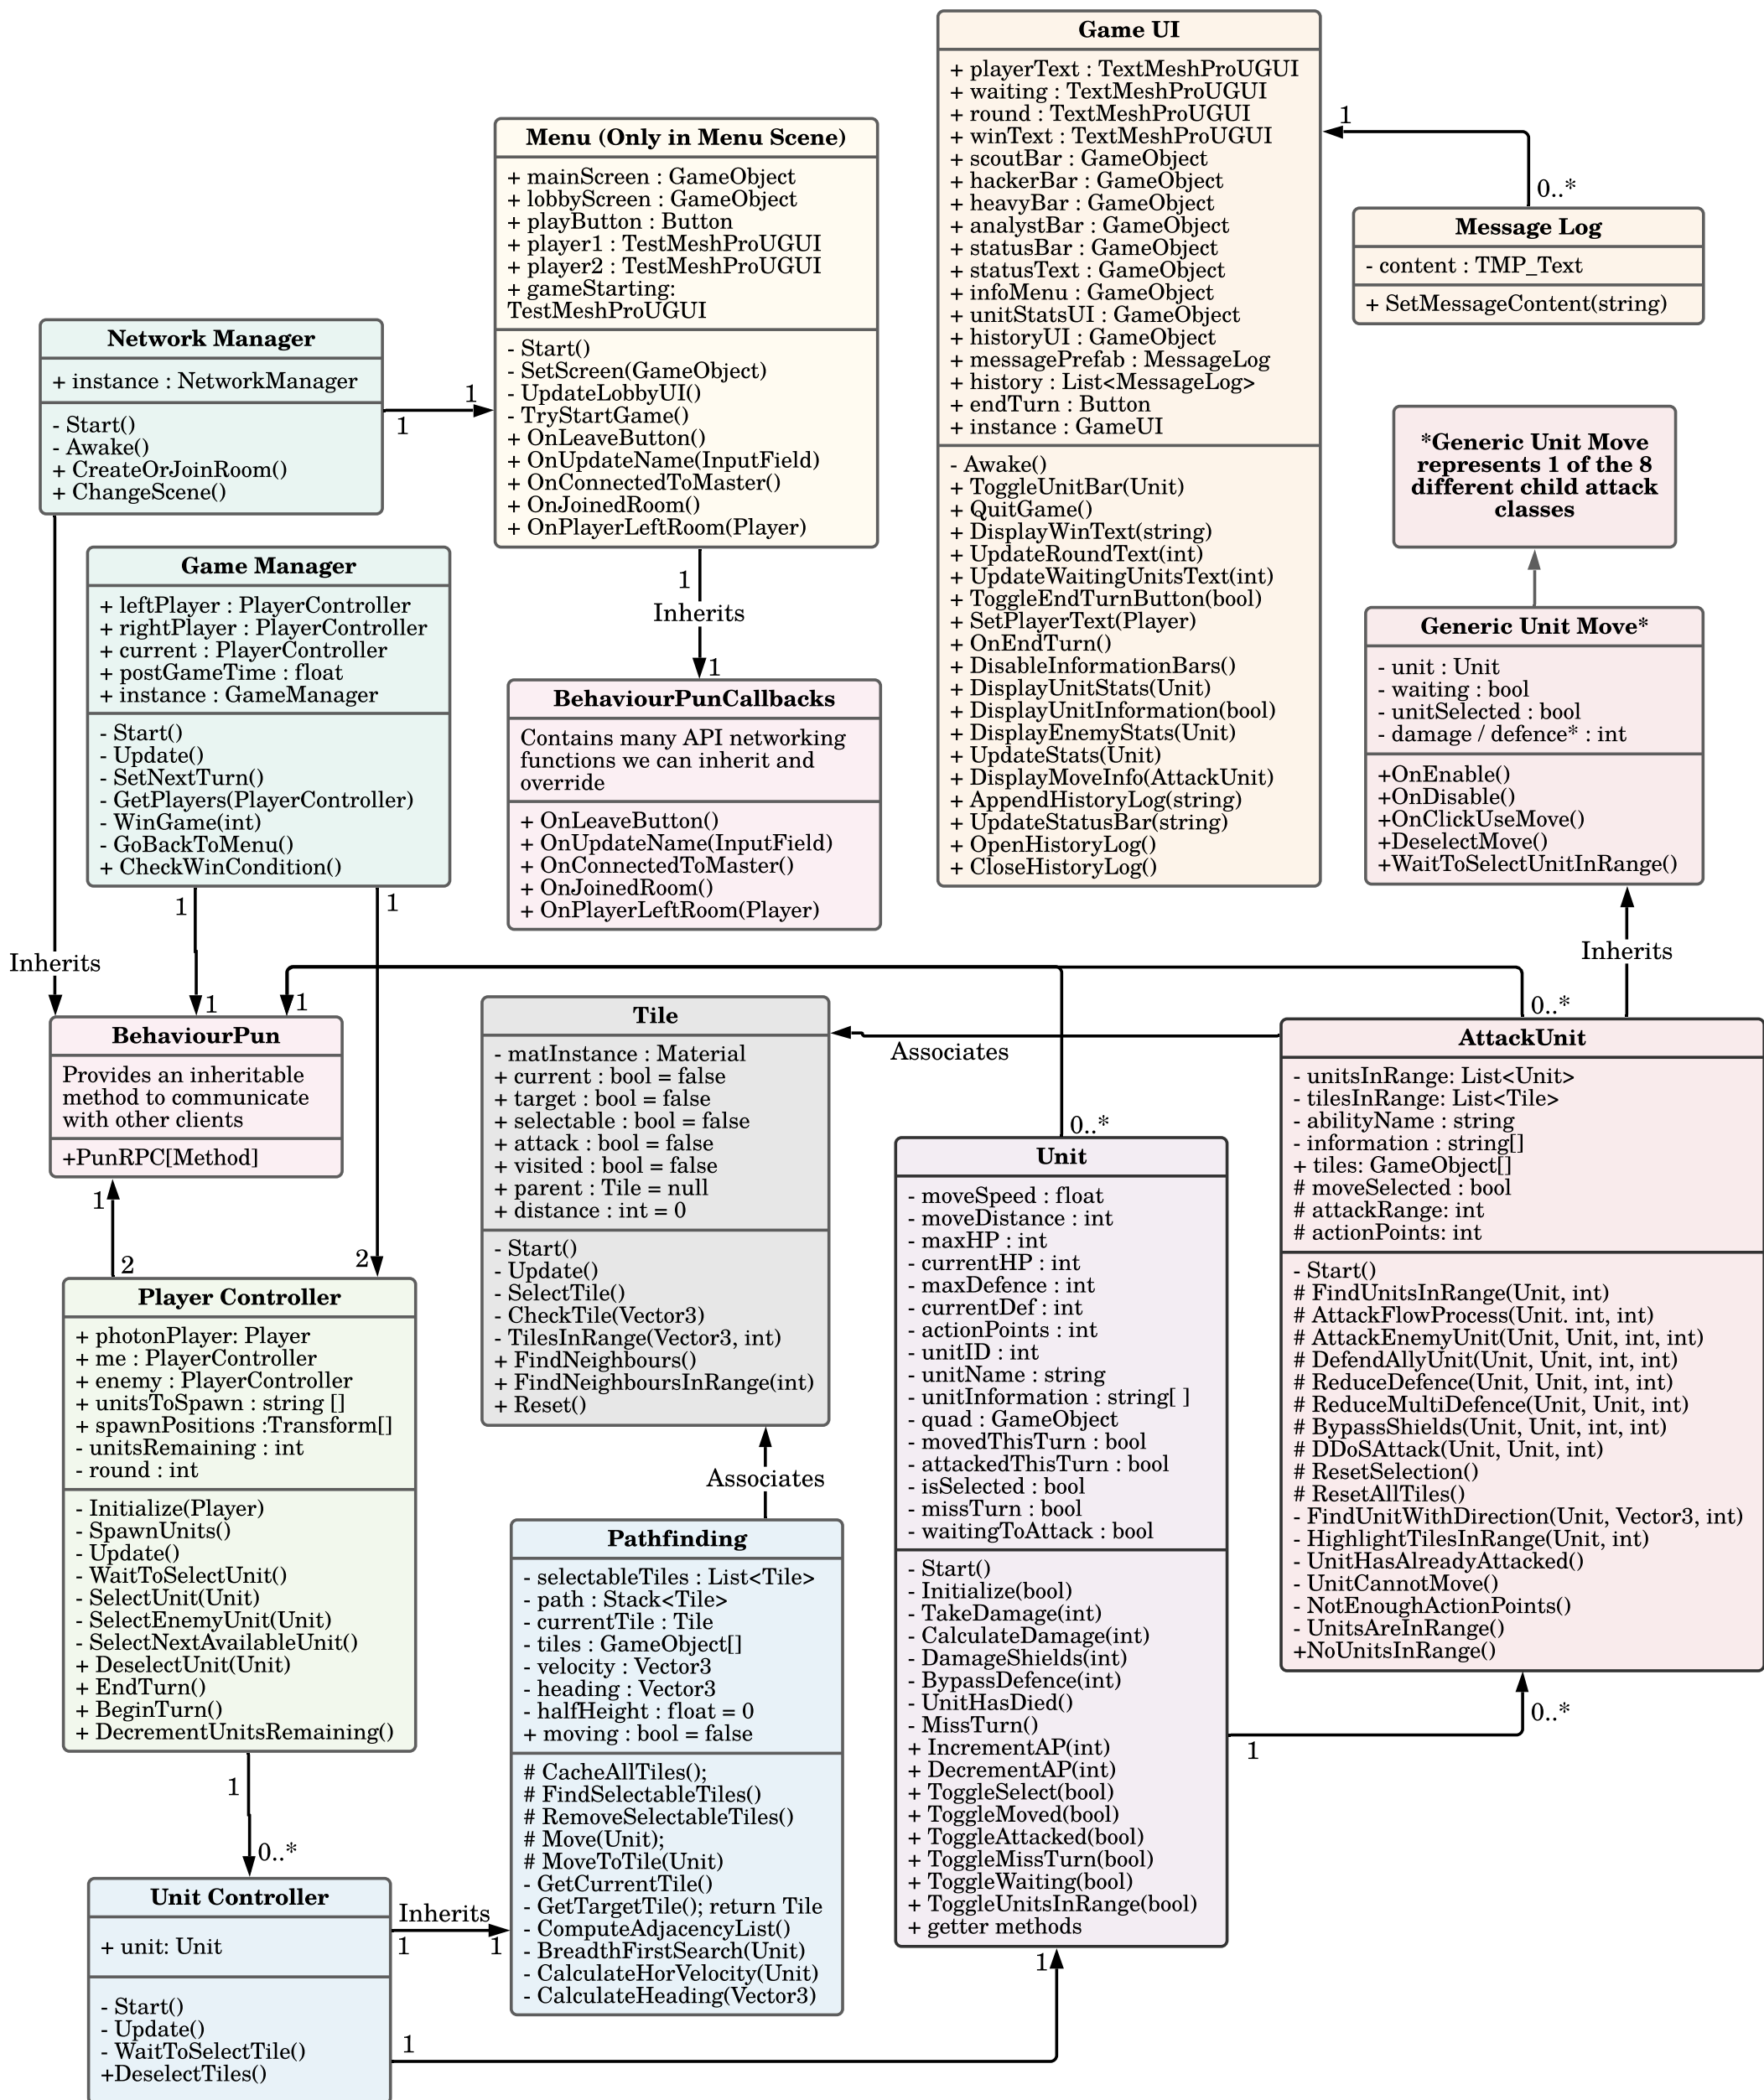 Game UI
+ playerText : TextMeshProUGUI
+ waiting : TextMeshProUGUI
+ round : TextMeshProUGUI
+ winText : TextMeshProUGUI
+ scoutBar : GameObject
+ hackerBar : GameObject
+ heavyBar : GameObject
+ analystBar : GameObject
+ statusBar : GameObject
+ statusText : GameObject
+ infoMenu : GameObject
+ unitStatsUI : GameObject
+ historyUI : GameObject
+ messagePrefab : MessageLog
+ history : List<MessageLog>
+ endTurn : Button
+ instance : GameUI
- Awake()
+ ToggleUnitBar(Unit)
+ QuitGame()
+ DisplayWinText(string)
+ UpdateRoundText(int)
+ UpdateWaitingUnitsText(int)
+ ToggleEndTurnButton(bool)
+ SetPlayerText(Player)
+ OnEndTurn()
+ DisableInformationBars()
+ DisplayUnitStats(Unit)
+ DisplayUnitInformation(bool)
+ DisplayEnemyStats(Unit)
+ UpdateStats(Unit)
+ DisplayMoveInfo(AttackUnit)
+ AppendHistoryLog(string)
+ UpdateStatusBar(string)
+ OpenHistoryLog()
+ CloseHistoryLog()
1
0..*
Message Log
- content : TMP_Text
+ SetMessageContent(string)
Menu (Only in Menu Scene)
+ mainScreen : GameObject
+ lobbyScreen : GameObject
+ playButton : Button
+ player1 : TestMeshProUGUI
+ player2 : TestMeshProUGUI
+ gameStarting:
TestMeshProUGUI
- Start()
- SetScreen(GameObject)
- UpdateLobbyUI()
- TryStartGame()
+ OnLeaveButton()
+ OnUpdateName(InputField)
+ OnConnectedToMaster()
+ OnJoinedRoom()
+ OnPlayerLeftRoom(Player)
Network Manager
+ instance : NetworkManager
- Start()
- Awake()
+ CreateOrJoinRoom()
+ ChangeScene()
1
1
*Generic Unit Move
represents 1 of the 8
different child attack
classes
Game Manager
+ leftPlayer : PlayerController
+ rightPlayer : PlayerController
+ current : PlayerController
+ postGameTime : float
+ instance : GameManager
- Start()
- Update()
- SetNextTurn()
- GetPlayers(PlayerController)
- WinGame(int)
- GoBackToMenu()
+ CheckWinCondition()
1
Inherits
1
BehaviourPunCallbacks
Contains many API networking
functions we can inherit and
override
+ OnLeaveButton()
+ OnUpdateName(InputField)
+ OnConnectedToMaster()
+ OnJoinedRoom()
+ OnPlayerLeftRoom(Player)
Generic Unit Move*
- unit : Unit
- waiting : bool
- unitSelected : bool
- damage / defence* : int
+OnEnable()
+OnDisable()
+OnClickUseMove()
+DeselectMove()
+WaitToSelectUnitInRange()
1
1
Inherits
Inherits
1
1
0..*
BehaviourPun
Provides an inheritable
method to communicate
with other clients
+PunRPC[Method]
Tile
- matInstance : Material
+ current : bool = false
+ target : bool = false
+ selectable : bool = false
+ attack : bool = false
+ visited : bool = false
+ parent : Tile = null
+ distance : int = 0
- Start()
- Update()
- SelectTile()
- CheckTile(Vector3)
- TilesInRange(Vector3, int)
+ FindNeighbours()
+ FindNeighboursInRange(int)
+ Reset()
Associates
0..*
AttackUnit
- unitsInRange: List<Unit>
- tilesInRange: List<Tile>
- abilityName : string
- information : string[]
+ tiles: GameObject[]
# moveSelected : bool
# attackRange: int
# actionPoints: int
- Start()
# FindUnitsInRange(Unit, int)
# AttackFlowProcess(Unit. int, int)
# AttackEnemyUnit(Unit, Unit, int, int)
# DefendAllyUnit(Unit, Unit, int, int)
# ReduceDefence(Unit, Unit, int, int)
# ReduceMultiDefence(Unit, Unit, int)
# BypassShields(Unit, Unit, int, int)
# DDoSAttack(Unit, Unit, int)
# ResetSelection()
# ResetAllTiles()
- FindUnitWithDirection(Unit, Vector3, int)
- HighlightTilesInRange(Unit, int)
- UnitHasAlreadyAttacked()
- UnitCannotMove()
- NotEnoughActionPoints()
- UnitsAreInRange()
+NoUnitsInRange()
Unit
- moveSpeed : float
- moveDistance : int
- maxHP : int
- currentHP : int
- maxDefence : int
- currentDef : int
- actionPoints : int
- unitID : int
- unitName : string
- unitInformation : string[ ]
- quad : GameObject
- movedThisTurn : bool
- attackedThisTurn : bool
- isSelected : bool
- missTurn : bool
- waitingToAttack : bool
- Start()
- Initialize(bool)
- TakeDamage(int)
- CalculateDamage(int)
- DamageShields(int)
- BypassDefence(int)
- UnitHasDied()
- MissTurn()
+ IncrementAP(int)
+ DecrementAP(int)
+ ToggleSelect(bool)
+ ToggleMoved(bool)
+ ToggleAttacked(bool)
+ ToggleMissTurn(bool)
+ ToggleWaiting(bool)
+ ToggleUnitsInRange(bool)
+ getter methods
1
2
2
Player Controller
+ photonPlayer: Player
+ me : PlayerController
+ enemy : PlayerController
+ unitsToSpawn : string []
+ spawnPositions :Transform[]
- unitsRemaining : int
- round : int
- Initialize(Player)
- SpawnUnits()
- Update()
- WaitToSelectUnit()
- SelectUnit(Unit)
- SelectEnemyUnit(Unit)
- SelectNextAvailableUnit()
+ DeselectUnit(Unit)
+ EndTurn()
+ BeginTurn()
+ DecrementUnitsRemaining()
Associates
Pathfinding
- selectableTiles : List<Tile>
- path : Stack<Tile>
- currentTile : Tile
- tiles : GameObject[]
- velocity : Vector3
- heading : Vector3
- halfHeight : float = 0
+ moving : bool = false
# CacheAllTiles();
# FindSelectableTiles()
# RemoveSelectableTiles()
# Move(Unit);
# MoveToTile(Unit)
- GetCurrentTile()
- GetTargetTile(); return Tile
- ComputeAdjacencyList()
- BreadthFirstSearch(Unit)
- CalculateHorVelocity(Unit)
- CalculateHeading(Vector3)
0..*
1
1
0..*
Unit Controller
+ unit: Unit
- Start()
- Update()
- WaitToSelectTile()
+DeselectTiles()
Inherits
1
1
1
1